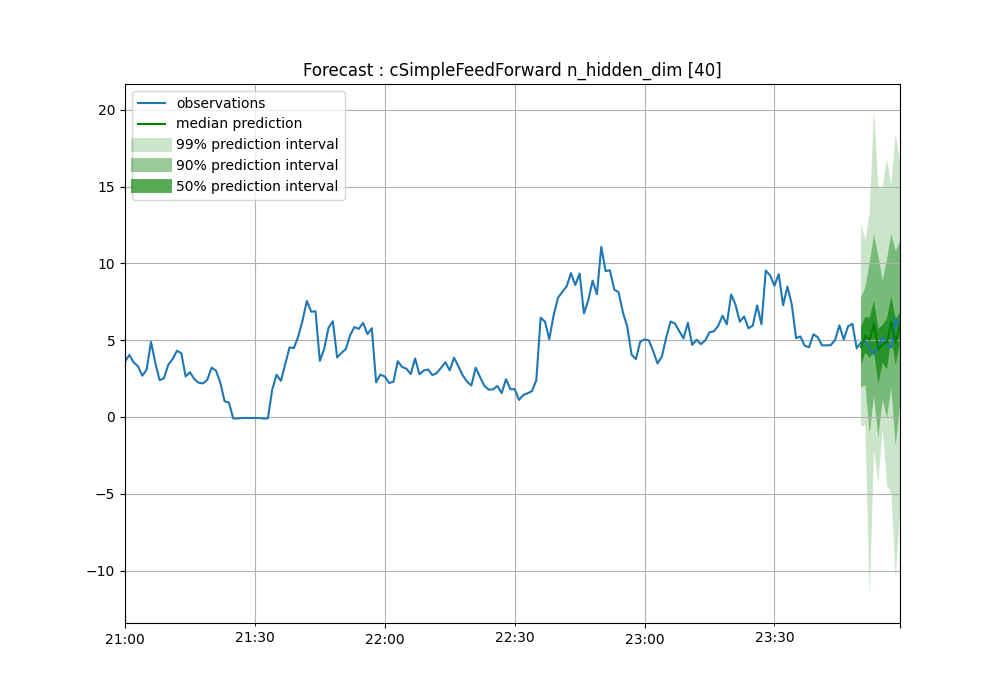 Forecast : cSimpleFeedForward n_hidden_dim [40]
observations
median prediction
99% prediction interval
90% prediction interval
50% prediction interval
20
15
10
5
0
−5
−10
21:00
21:30
22:00
22:30
23:00
23:30